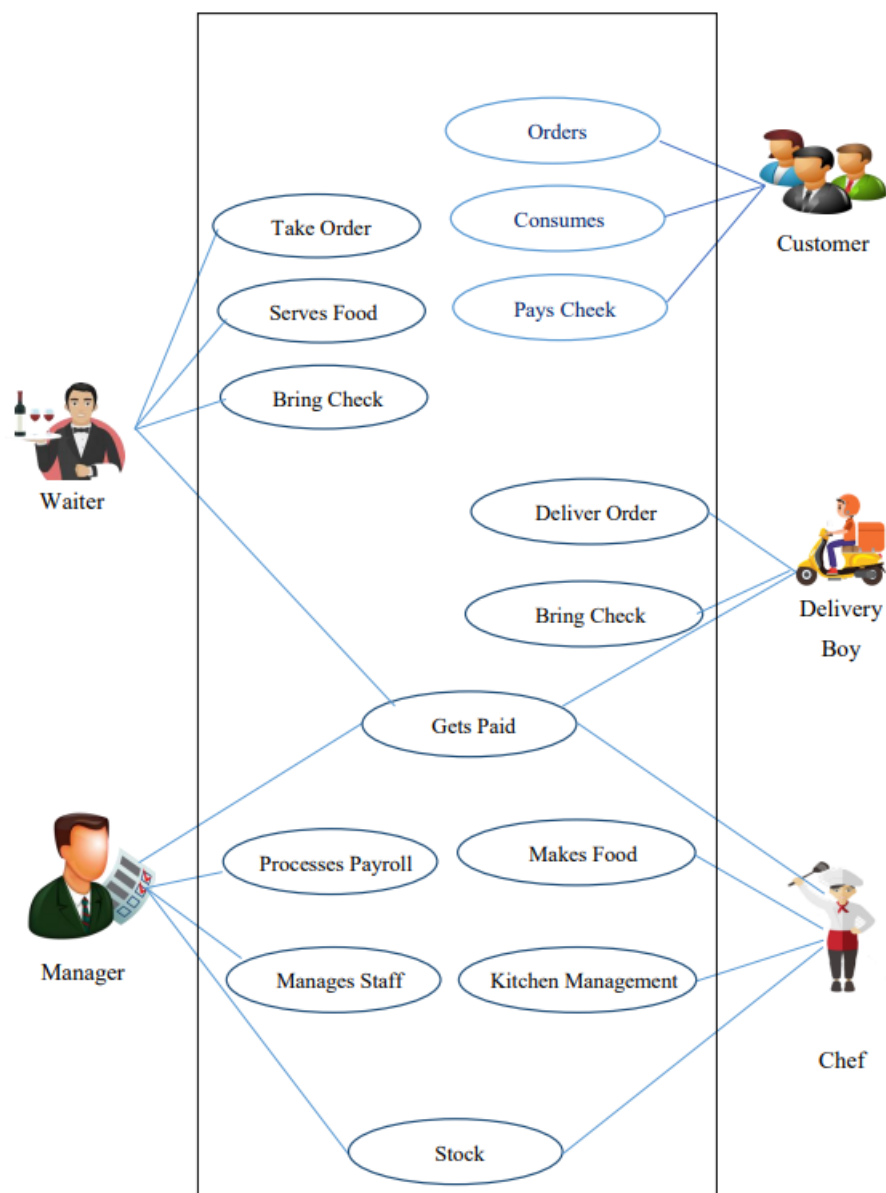 Orders
Customer
Take Order
Consumes
Serves Food
Pays Cheek
Bring Check
Waiter
Deliver Order
Bring Check
Delivery
Boy
Gets Paid
Processes Payroll
Makes Food
Manager
Manages Staff
Kitchen Management
Chef
Stock